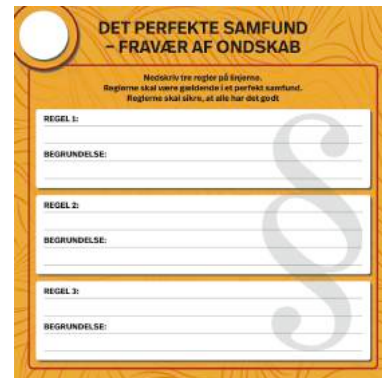 DET PERFEKTE SAMFUND
– FRAVÆR AF ONDSKAB
Nedskriv tre regler på linjerne.
Reglerne skal være gældende i et perfekt samfund.
Reglerne skal sikre, at alle har det godt
REGEL 1:
BEGRUNDELSE:
REGEL 2:
BEGRUNDELSE:
REGEL 3:
BEGRUNDELSE:
§